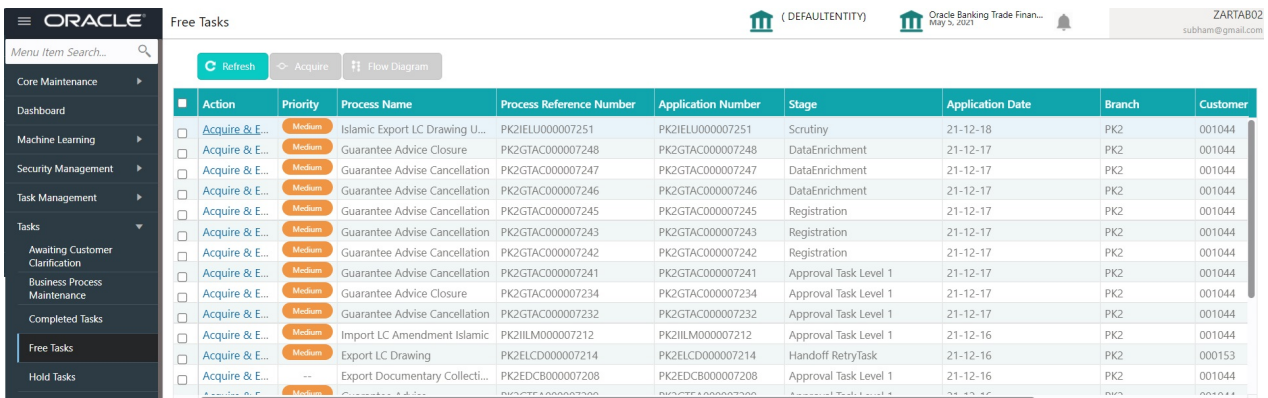 ORACLE
Free Tasks
( DEFAULTENTITY)
Oracle Banking Trade Finan...
May 5, 2021
ZARTAB02
subham@gmail.com
Menu Item Search...
Core Maintenance
Dashboard
Machine Learning
Security Management
Task Management
Tasks
Awaiting Customer
Clarification
Business Process
Maintenance
Completed Tasks
Free Tasks
Hold Tasks
Refresh Acquire Flow Diagram
Action Priority Process Name Process Reference Number Application Number Stage Application Date Branch Customer
Acquire & E... Medium Islamic Export LC Drawing U... PK2IELU000007251 PK2IELU000007251 Scrutiny 21-12-18 PK2 001044
Acquire & E... Medium Guarantee Advice Closure PK2GTAC000007248 PK2GTAC000007248 DataEnrichment 21-12-17 PK2 001044
Acquire & E... Medium Guarantee Advise Cancellation PK2GTAC000007247 PK2GTAC000007247 DataEnrichment 21-12-17 PK2 001044
Acquire & E... Medium Guarantee Advise Cancellation PK2GTAC000007246 PK2GTAC000007246 DataEnrichment 21-12-17 PK2 001044
Acquire & E... Medium Guarantee Advise Cancellation PK2GTAC000007245 PK2GTAC000007245 Registration 21-12-17 PK2 001044
Acquire & E... Medium Guarantee Advise Cancellation PK2GTAC000007243 PK2GTAC000007243 Registration 21-12-17 PK2 001044
Acquire & E... Medium Guarantee Advise Cancellation PK2GTAC000007242 PK2GTAC000007242 Registration 21-12-17 PK2 001044
Acquire & E... Medium Guarantee Advise Cancellation PK2GTAC000007241 PK2GTAC000007241 Approval Task Level 1 21-12-17 PK2 001044
Acquire & E... Medium Guarantee Advice Closure PK2GTAC000007234 PK2GTAC000007234 Approval Task Level 1 21-12-17 PK2 001044
Acquire & E... Medium Guarantee Advise Cancellation PK2GTAC000007232 PK2GTAC000007232 Approval Task Level 1 21-12-17 PK2 001044
Acquire & E... Medium Import LC Amendment Islamic PK2IILM000007212 PK2IILM000007212 Approval Task Level 1 21-12-16 PK2 001044
Acquire & E... Medium Export LC Drawing PK2ELCD000007214 PK2ELCD000007214 Handoff RetryTask 21-12-16 PK2 000153
Acquire & E... -- Export Documentary Collecti... PK2EDCB000007208 PK2EDCB000007208 Approval Task Level 1 21-12-16 PK2 001044